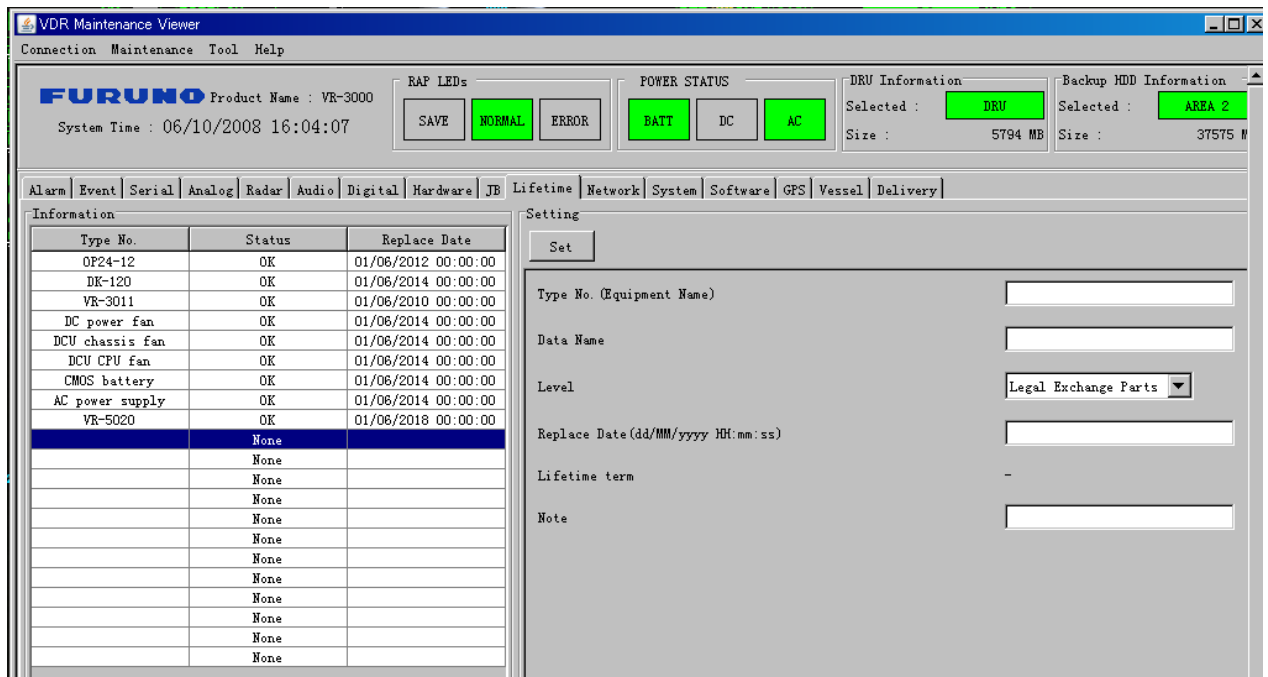 VDR Maintenance Viewer
Connection Maintenance Tool Help
FURUNO Product Name : VR-3000
System Time : 06/10/2008 16:04:07
RAP LEDs
SAVE NORMAL ERROR
POWER STATUS
BATT DC AC
DRU Information
Selected : DRU
Size : 5794 MB
Backup HDD Information
Selected : AREA 2
Size : 37575 M
Alarm Event Serial Analog Radar Audio Digital Hardware JB Lifetime Network System Software GPS Vessel Delivery
Information
Type No. Status Replace Date
OP24-12 OK 01/06/2012 00:00:00
DK-120 OK 01/06/2014 00:00:00
VR-3011 OK 01/06/2010 00:00:00
DC power fan OK 01/06/2014 00:00:00
DCU chassis fan OK 01/06/2014 00:00:00
DCU CPU fan OK 01/06/2014 00:00:00
CMOS battery OK 01/06/2014 00:00:00
AC power supply OK 01/06/2014 00:00:00
VR-5020 OK 01/06/2018 00:00:00
None
None
None
None
None
None
None
None
None
None
None
None
Setting
Set
Type No. (Equipment Name)
Data Name
Level Legal Exchange Parts
Replace Date(dd/MM/yyyy HH:mm:ss)
Lifetime term -
Note